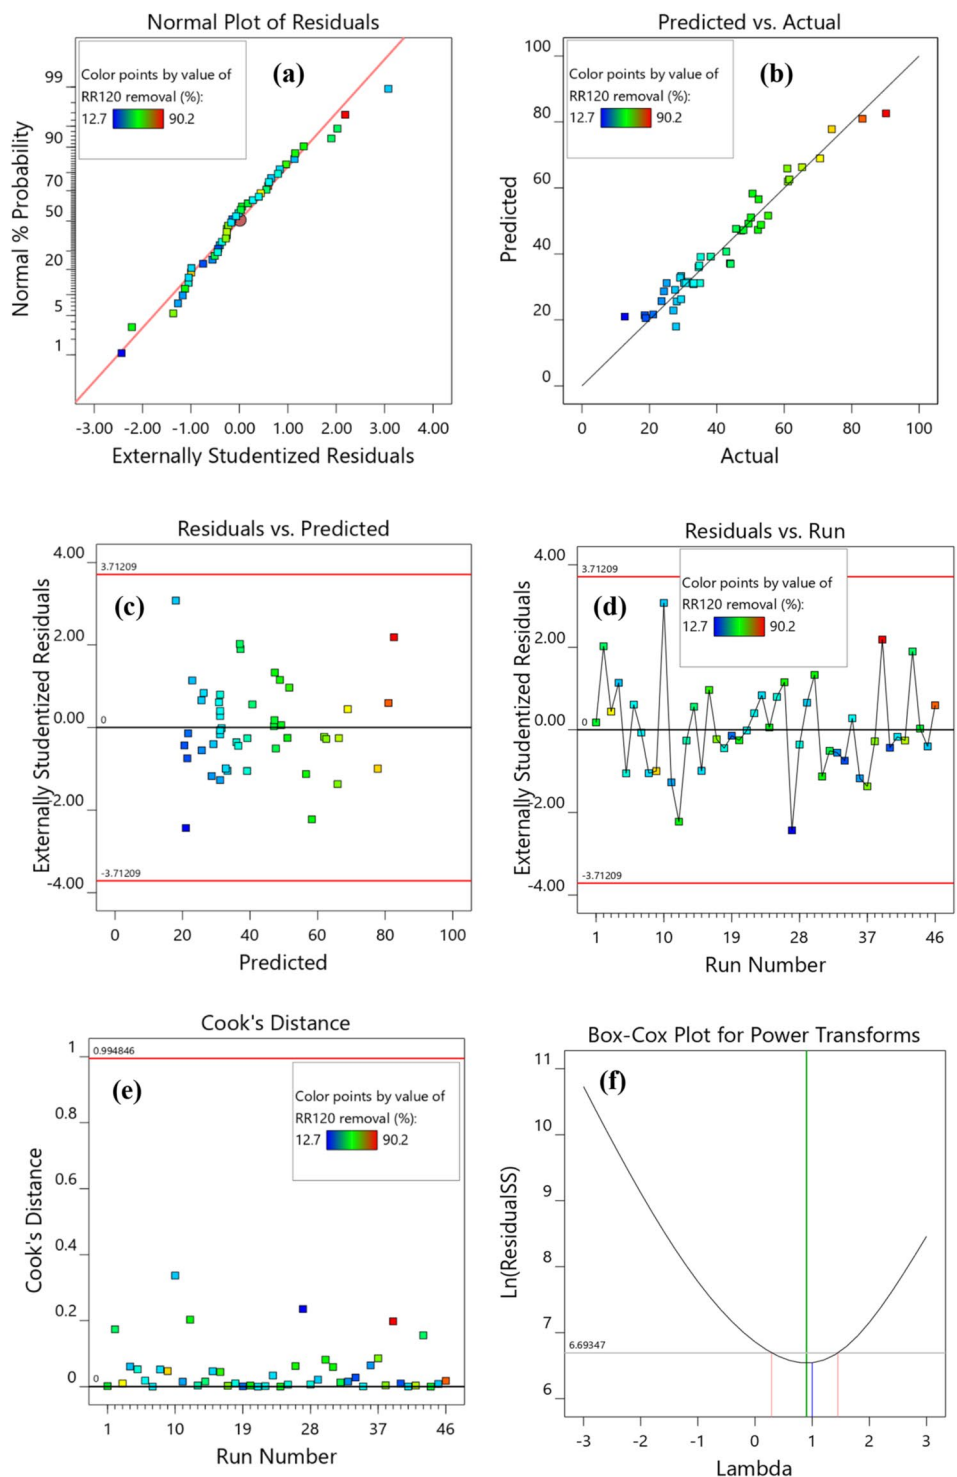 Normal Plot of Residuals
Color points by value of
RR120 removal (%):
12.7 90.2
(a)
99
90
70
50
20
5
1
Normal % Probability
-3.00 -2.00 -1.00 0.00 1.00 2.00 3.00 4.00
Externally Studentized Residuals
Predicted vs. Actual
Color points by value of
RR120 removal (%):
12.7 90.2
(b)
100
80
60
40
20
0
Predicted
0 20 40 60 80 100
Actual
Residuals vs. Predicted
4.00
3.71209
(c)
2.00
0.00
0
-2.00
-3.71209
-4.00
Externally Studentized Residuals
0 20 40 60 80 100
Predicted
Residuals vs. Run
4.00
3.71209
Color points by value of
RR120 removal (%):
12.7 90.2
(d)
2.00
0.00
0
-2.00
-3.71209
-4.00
Externally Studentized Residuals
1 10 19 28 37 46
Run Number
Cook's Distance
1
0.994846
Color points by value of
RR120 removal (%):
12.7 90.2
(e)
0.8
0.6
0.4
0.2
0
0
Cook's Distance
1 10 19 28 37 46
Run Number
Box-Cox Plot for Power Transforms
(f)
11
10
9
8
7
6.69347
6
Ln(ResidualSS)
-3 -2 -1 0 1 2 3
Lambda